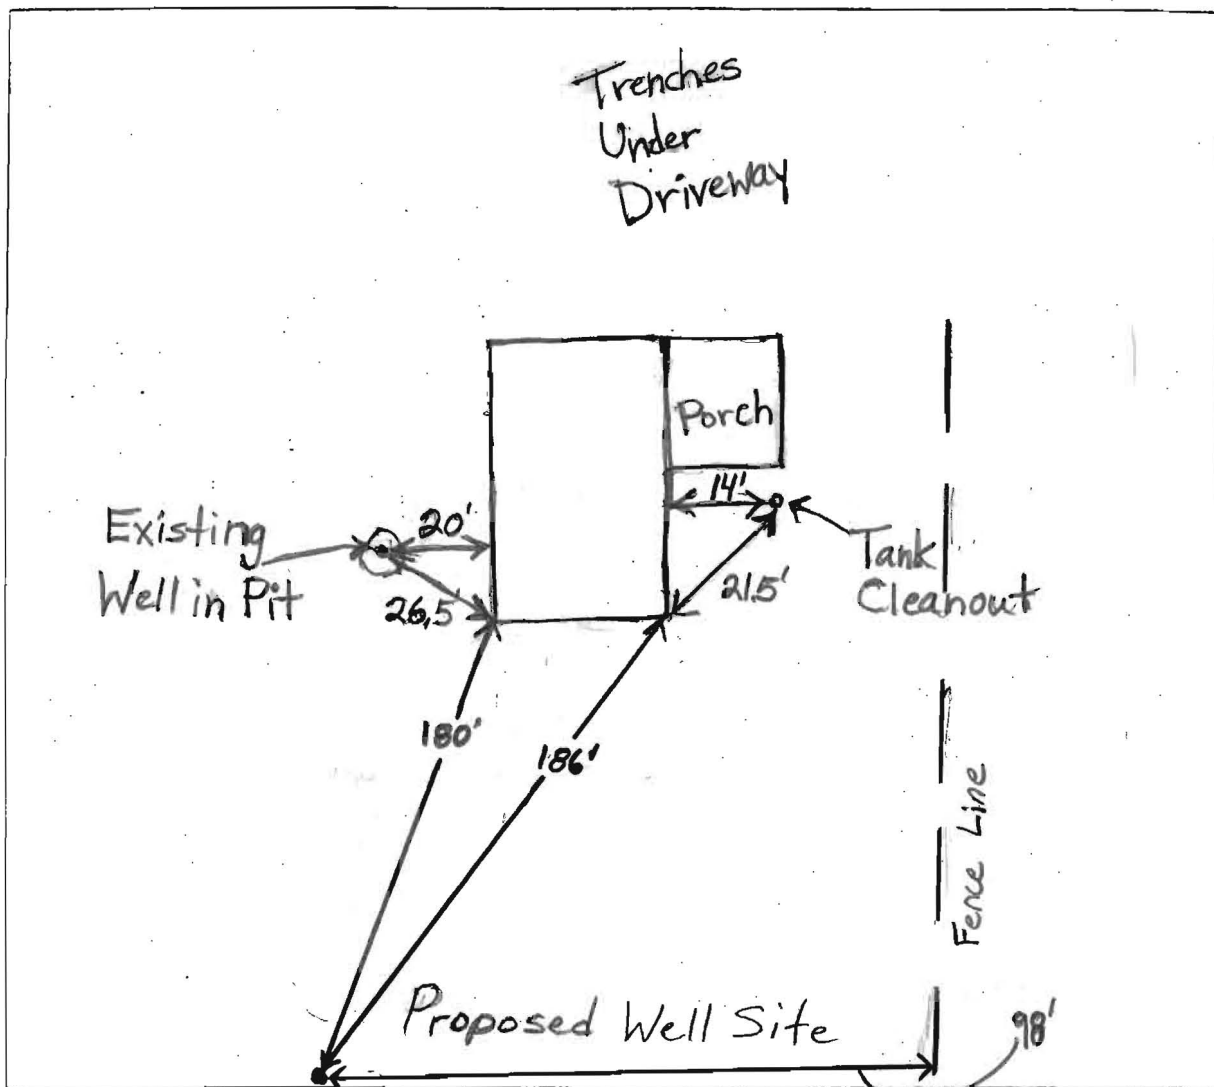 Trenches
Under
Driveway
Porch
14'
Existing
Well in Pit
20'
26,5'
21.5'
Tank
Cleanout
180'
186'
Fence Line
Proposed Well Site
98'